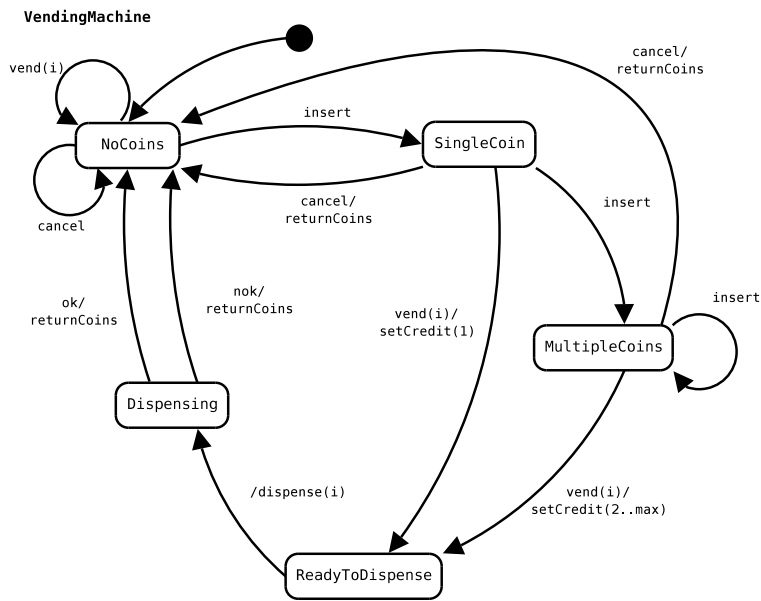 VendingMachine
cancel/
returnCoins
vend(i)
insert
NoCoins
SingleCoin
cancel/
returnCoins
insert
cancel
ok/
returnCoins
nok/
returnCoins
vend(i)/
setCredit(1)
insert
MultipleCoins
Dispensing
/dispense(i)
vend(i)/
setCredit(2..max)
ReadyToDispense